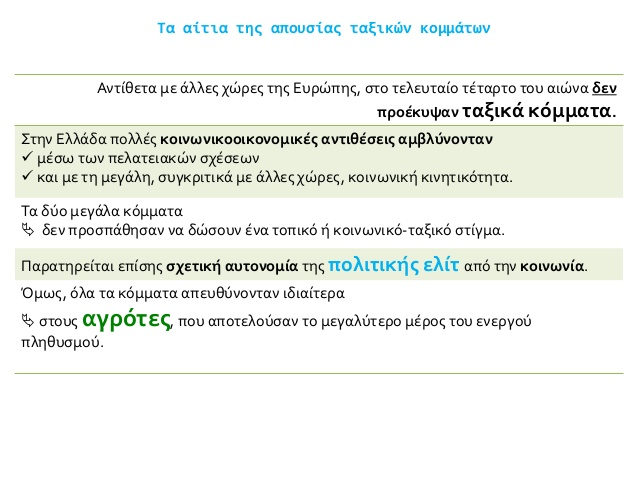 Τα αίτια της απουσίας ταξικών κομμάτων
Αντίθετα με άλλες χώρες της Ευρώπης, στο τελευταίο τέταρτο του αιώνα δεν
προέκυψαν ταξικά κόμματα.
Στην Ελλάδα πολλές κοινωνικοοικονομικές αντιθέσεις αμβλύνονταν
✓ μέσω των πελατειακών σχέσεων
✓ και με τη μεγάλη, συγκριτικά με άλλες χώρες, κοινωνική κινητικότητα.
Τα δύο μεγάλα κόμματα
⮡ δεν προσπάθησαν να δώσουν ένα τοπικό ή κοινωνικό-ταξικό στίγμα.
Παρατηρείται επίσης σχετική αυτονομία της πολιτικής ελίτ από την κοινωνία.
Όμως, όλα τα κόμματα απευθύνονταν ιδιαίτερα
⮡ στους αγρότες, που αποτελούσαν το μεγαλύτερο μέρος του ενεργού
πληθυσμού.